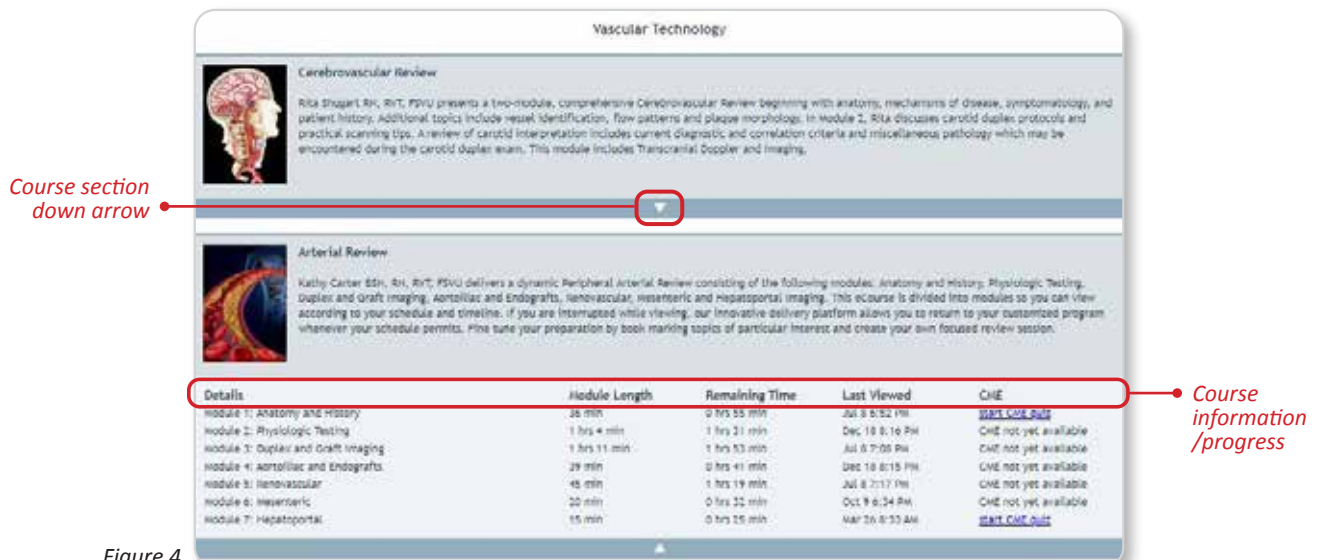 Vascular Technology
Cerebrovascular Review
Rita Shugart RN, RVT, FSVU presents a two-module, comprehensive Cerebrovascular Review beginning with anatomy, mechanisms of disease, symptomatology, and
patient history. Additional topics include vessel identification, flow patterns and plaque morphology. In module 2, Rita discusses carotid duplex protocols and
practical scanning tips. A review of carotid interpretation includes current diagnostic and correlation criteria and miscellaneous pathology which may be
encountered during the carotid duplex exam. This module includes Transcranial Doppler and Imaging.
Course section
down arrow
Arterial Review
Kathy Carter BSN, RN, RVT, FSVU delivers a dynamic Peripheral Arterial Review consisting of the following modules: Anatomy and History, Physiologic Testing,
Duplex and Graft Imaging, Aortoiliac and Endografts, Renovascular, Mesenteric and Hepatoportal Imaging. This eCourse is divided into modules so you can view
according to your schedule and timeline. If you are interrupted while viewing, our innovative delivery platform allows you to return to your customized program
whenever your schedule permits. Fine tune your preparation by book marking topics of particular interest and create your own focused review session.
Details Module Length Remaining Time Last Viewed CME
Course
information
/progress
Module 1: Anatomy and History 36 min 0 hrs 55 min Jul 8 6:52 PM start CME quiz
Module 2: Physiologic Testing 1 hrs 4 min 1 hrs 31 min Dec 18 8:16 PM CME not yet available
Module 3: Duplex and Graft Imaging 1 hrs 11 min 1 hrs 53 min Jul 8 7:08 PM CME not yet available
Module 4: Aortoiliac and Endografts 39 min 0 hrs 41 min Dec 18 8:15 PM CME not yet available
Module 5: Renovascular 45 min 1 hrs 19 min Jul 8 7:17 PM CME not yet available
Module 6: Mesenteric 20 min 0 hrs 32 min Oct 9 6:34 PM CME not yet available
Module 7: Hepatoportal 15 min 0 hrs 25 min Mar 26 8:33 AM start CME quiz
Figure 4